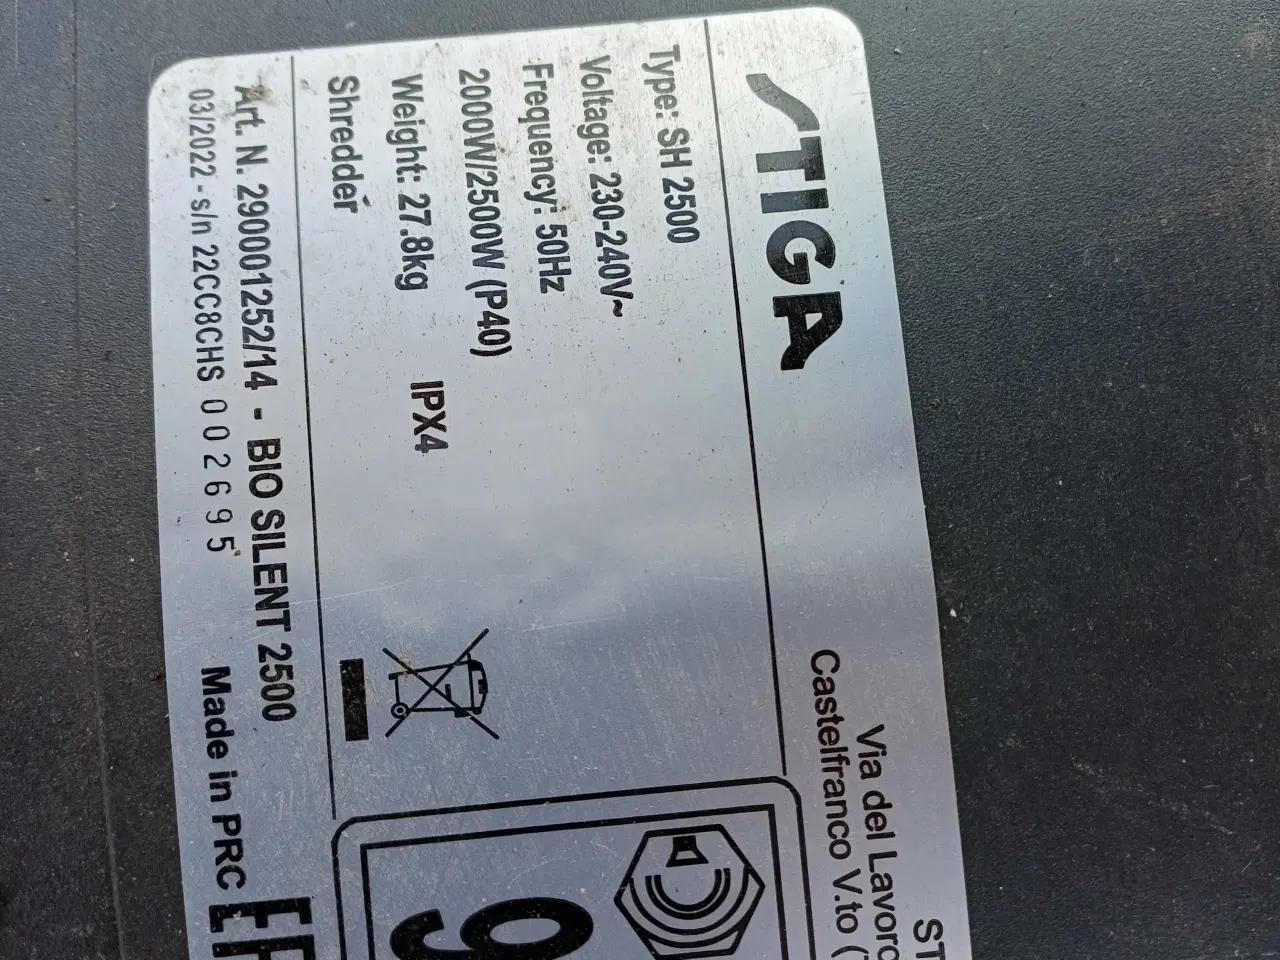 STIGA
Via del Lavoro
Castelfranco V.to (
Type: SH 2500
Voltage: 230-240V~
Frequency: 50Hz
2000W/2500W (P40)
Weight: 27.8kg IPX4
Shredder
9
Art. N. 290001252/14 - BIO SILENT 2500
03/2022 - s/n 22CC8CHS 002695 Made in PRC